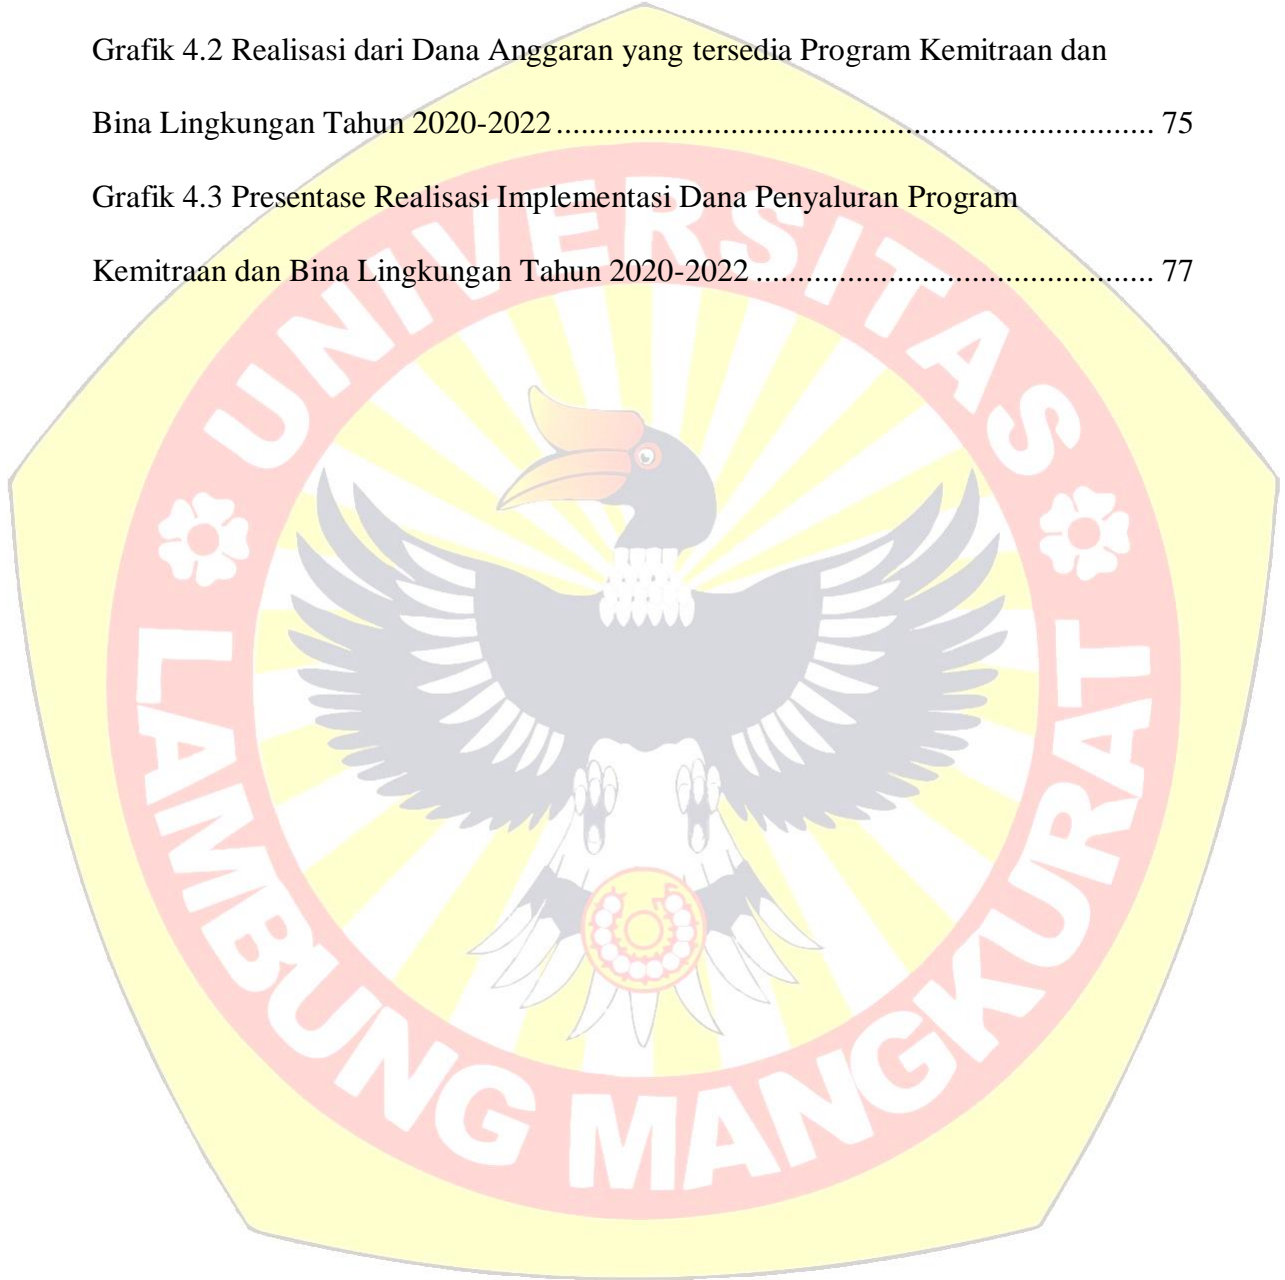 Grafik 4.2 Realisasi dari Dana Anggaran yang tersedia Program Kemitraan dan
Bina Lingkungan Tahun 2020-2022 ........................................................................ 75
Grafik 4.3 Presentase Realisasi Implementasi Dana Penyaluran Program
Kemitraan dan Bina Lingkungan Tahun 2020-2022 ................................................ 77
UNIVERSITAS
LAMBUNG MANGKURAT